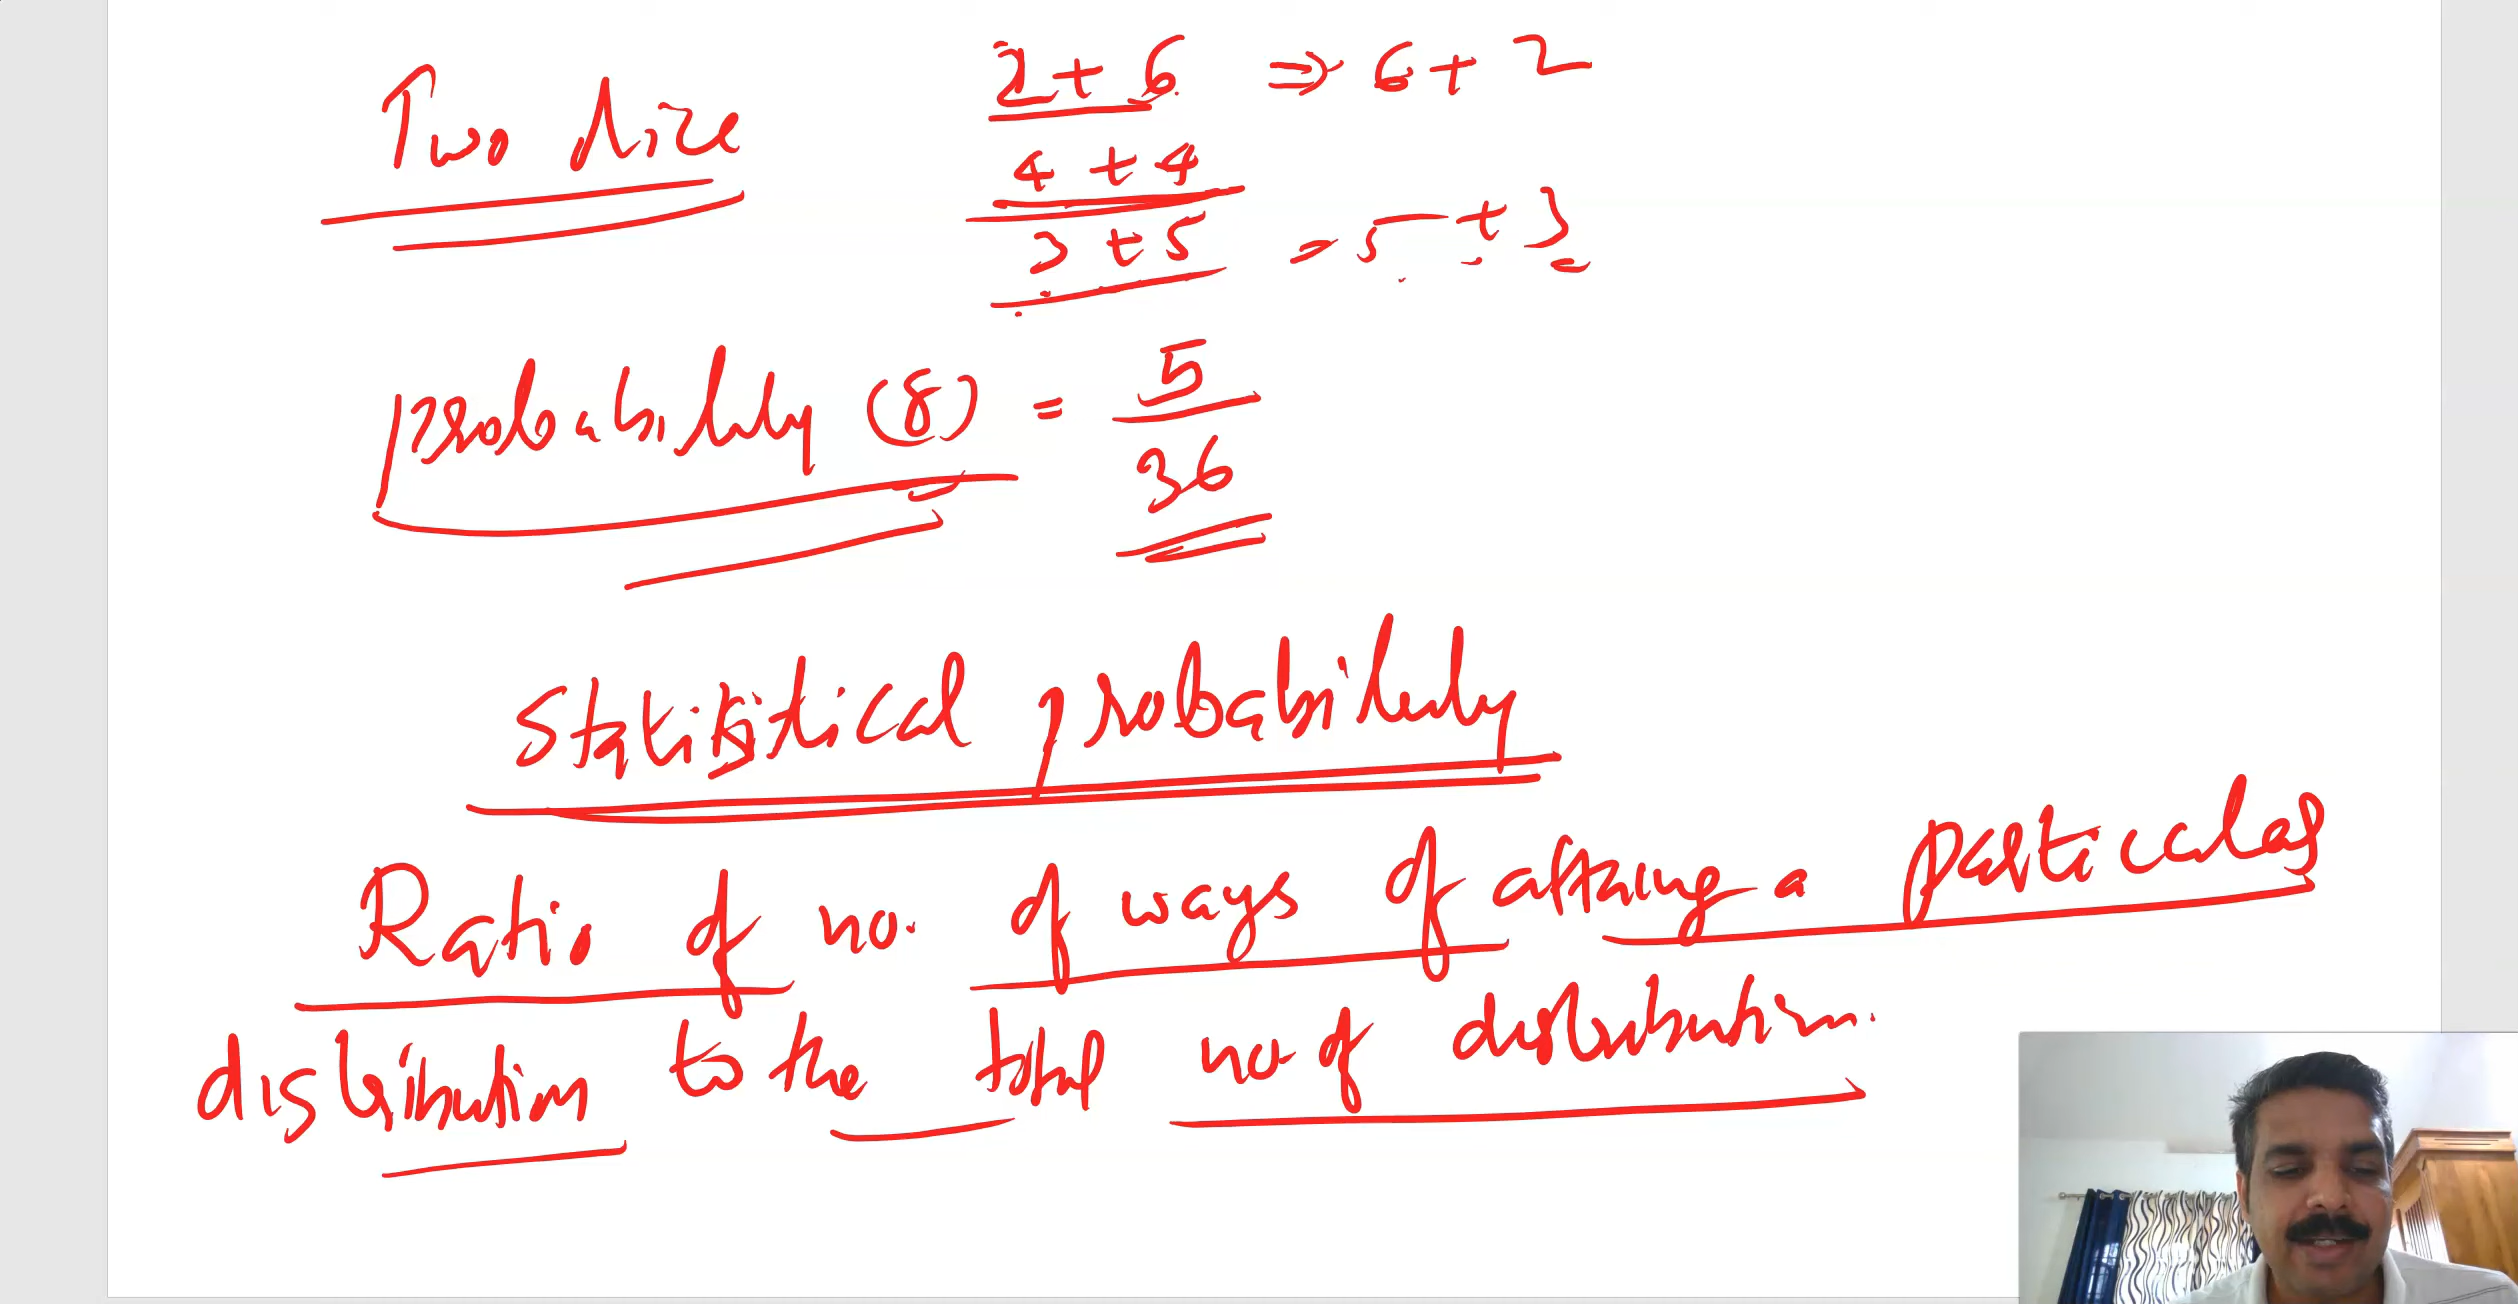 Two dice
2 + 6 ⇒ 6 + 2
4 + 4
3 + 5 = 5 + 3
probability (8) = 5/36
Statistical probability
Ratio of no. of ways of attaing a particular
distribution to the total no. of distribution.